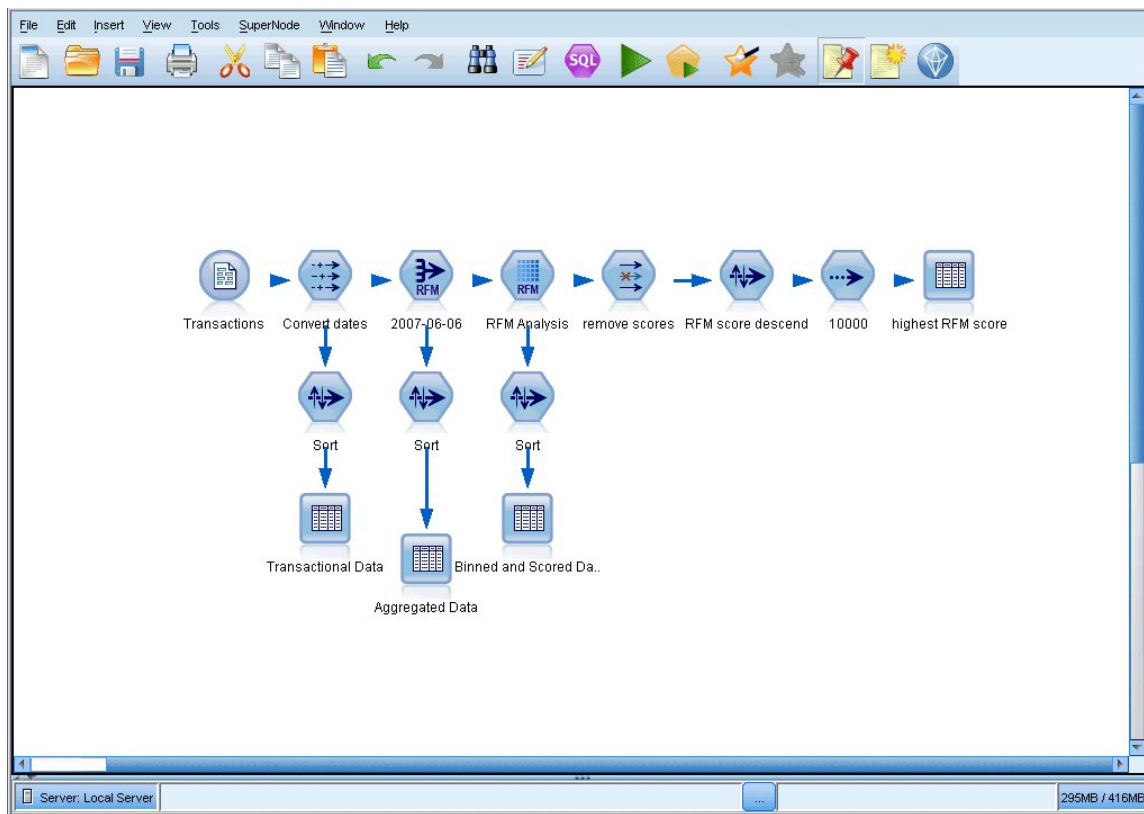 File Edit Insert View Tools SuperNode Window Help
SQL
RFM RFM
Transactions Convert dates 2007-06-06 RFM Analysis remove scores RFM score descend 10000 highest RFM score
Sort Sort Sort
Transactional Data Binned and Scored Da..
Aggregated Data
Server: Local Server ... 295MB / 416MB